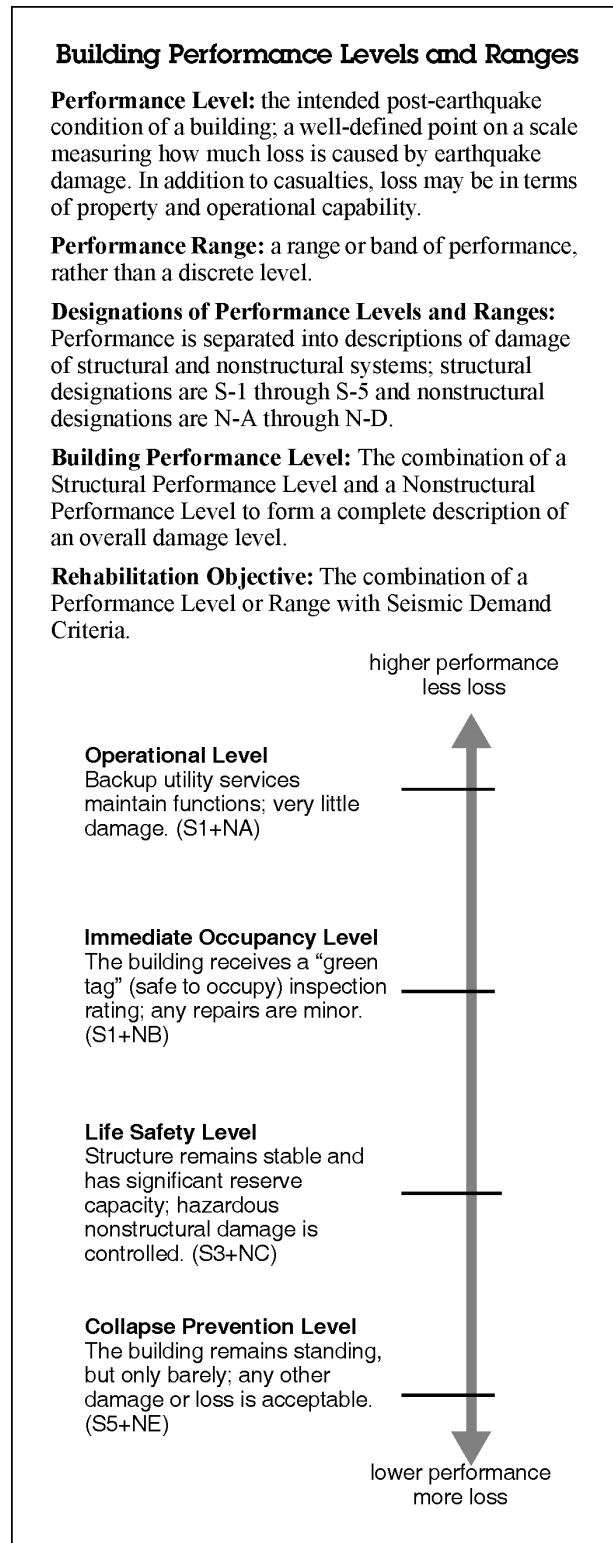 Building Performance Levels and Ranges
Performance Level: the intended post-earthquake
condition of a building; a well-defined point on a scale
measuring how much loss is caused by earthquake
damage. In addition to casualties, loss may be in terms
of property and operational capability.
Performance Range: a range or band of performance,
rather than a discrete level.
Designations of Performance Levels and Ranges:
Performance is separated into descriptions of damage
of structural and nonstructural systems; structural
designations are S-1 through S-5 and nonstructural
designations are N-A through N-D.
Building Performance Level: The combination of a
Structural Performance Level and a Nonstructural
Performance Level to form a complete description of
an overall damage level.
Rehabilitation Objective: The combination of a
Performance Level or Range with Seismic Demand
Criteria.
higher performance
less loss
Operational Level
Backup utility services
maintain functions; very little
damage. (S1+NA)
Immediate Occupancy Level
The building receives a “green
tag” (safe to occupy) inspection
rating; any repairs are minor.
(S1+NB)
Life Safety Level
Structure remains stable and
has significant reserve
capacity; hazardous
nonstructural damage is
controlled. (S3+NC)
Collapse Prevention Level
The building remains standing,
but only barely; any other
damage or loss is acceptable.
(S5+NE)
lower performance
more loss